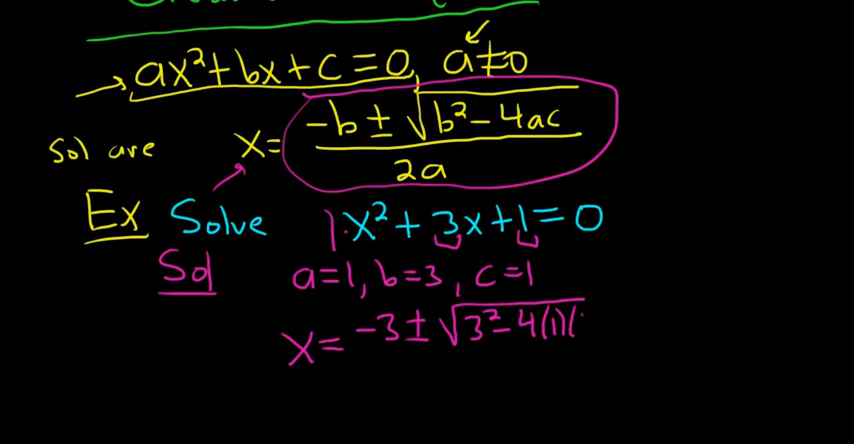 ax²+bx+c=0, a≠0
Sol are x= (-b ± √(b²-4ac))/(2a)
Ex Solve 1·x²+3x+1=0
Sol a=1, b=3, c=1
x= -3± √(3²-4(1)(